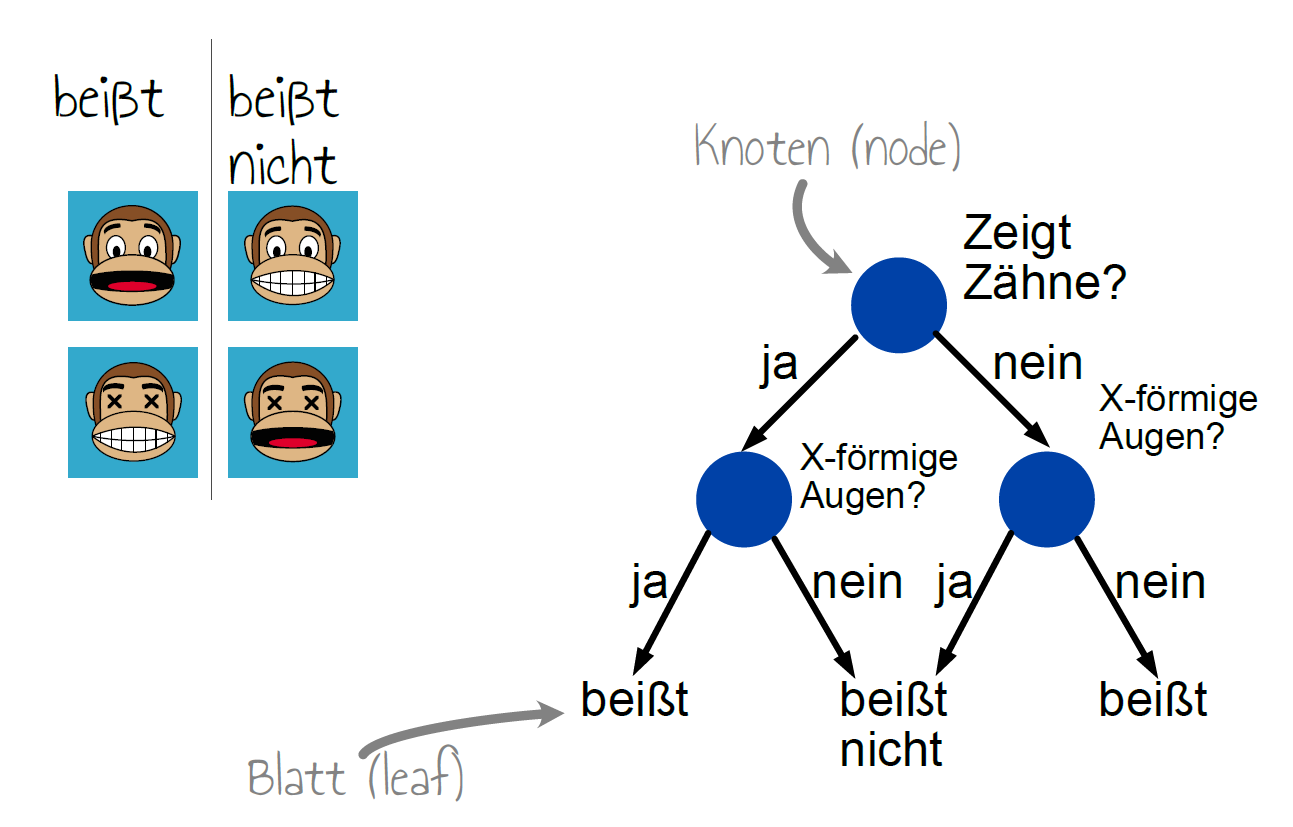 beißt
beißt
nicht
Knoten (node)
Zeigt
Zähne?
ja
nein
X-förmige
Augen?
X-förmige
Augen?
ja
nein
ja
nein
beißt
beißt
nicht
beißt
Blatt (leaf)